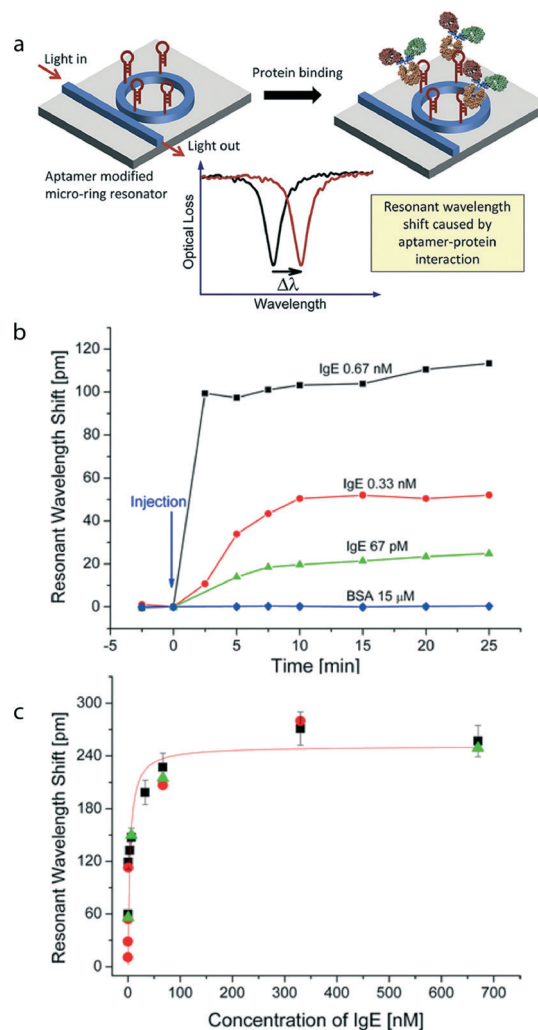 a
Light in
Protein binding
Light out
Aptamer modified
micro-ring resonator
Optical Loss
Δλ
Wavelength
Resonant wavelength
shift caused by
aptamer-protein
interaction
b
Resonant Wavelength Shift [pm]
120
100
80
60
40
20
0
IgE 0.67 nM
Injection
IgE 0.33 nM
IgE 67 pM
BSA 15 μM
-5 0 5 10 15 20 25
Time [min]
c
Resonant Wavelength Shift [pm]
300
240
180
120
60
0
0 100 200 300 400 500 600 700
Concentration of IgE [nM]